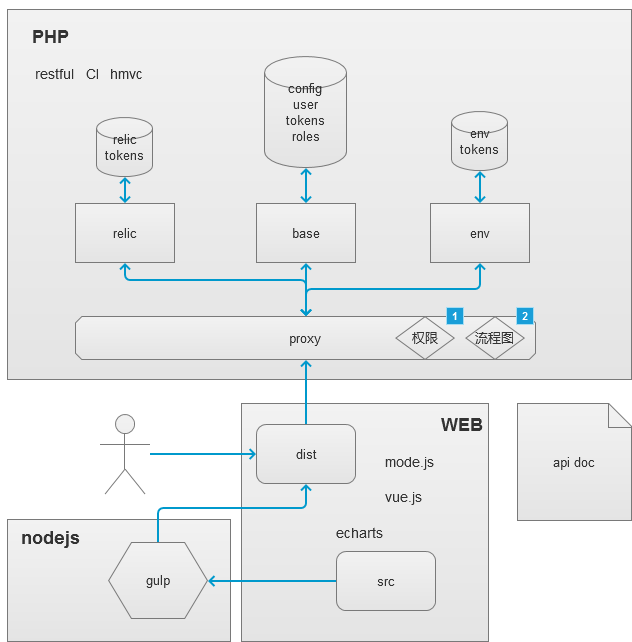 PHP
restful CI hmvc
config
user
tokens
roles
relic
tokens
env
tokens
relic
base
env
proxy
权限
1
流程图
2
WEB
dist
mode.js
vue.js
echarts
src
api doc
nodejs
gulp